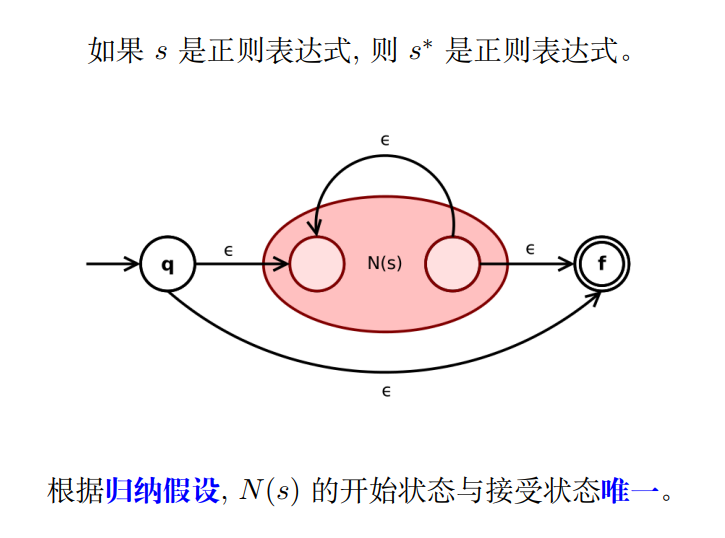 如果 s 是正则表达式, 则 s* 是正则表达式。
ϵ
q ϵ N(s) ϵ f
ϵ
根据归纳假设, N(s) 的开始状态与接受状态唯一。